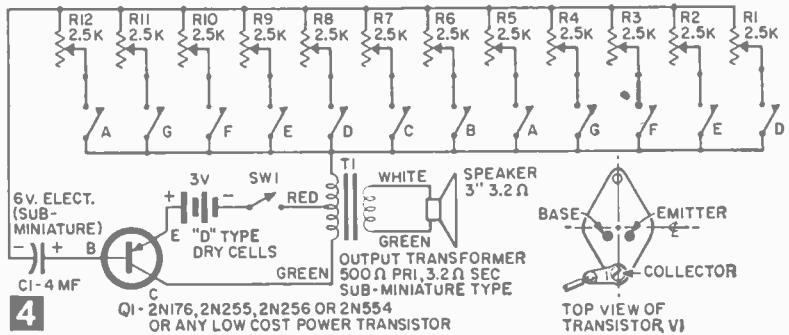 R12 R11 R10 R9 R8 R7 R6 R5 R4 R3 R2 R1
2.5K 2.5K 2.5K 2.5K 2.5K 2.5K 2.5K 2.5K 2.5K 2.5K 2.5K 2.5K
A G F E D C B A G F E D
6V. ELECT.
(SUB-
MINIATURE)
- +
C1-4 MF
B
E
C
+ 3V -
"D" TYPE
DRY CELLS
SW1
RED
GREEN
T1
WHITE
GREEN
SPEAKER
3" 3.2Ω
OUTPUT TRANSFORMER
500Ω PRI, 3.2Ω SEC
SUB-MINIATURE TYPE
Q1- 2N176, 2N255, 2N256 OR 2N554
OR ANY LOW COST POWER TRANSISTOR
BASE
EMITTER
℄
COLLECTOR
TOP VIEW OF
TRANSISTOR V1
4